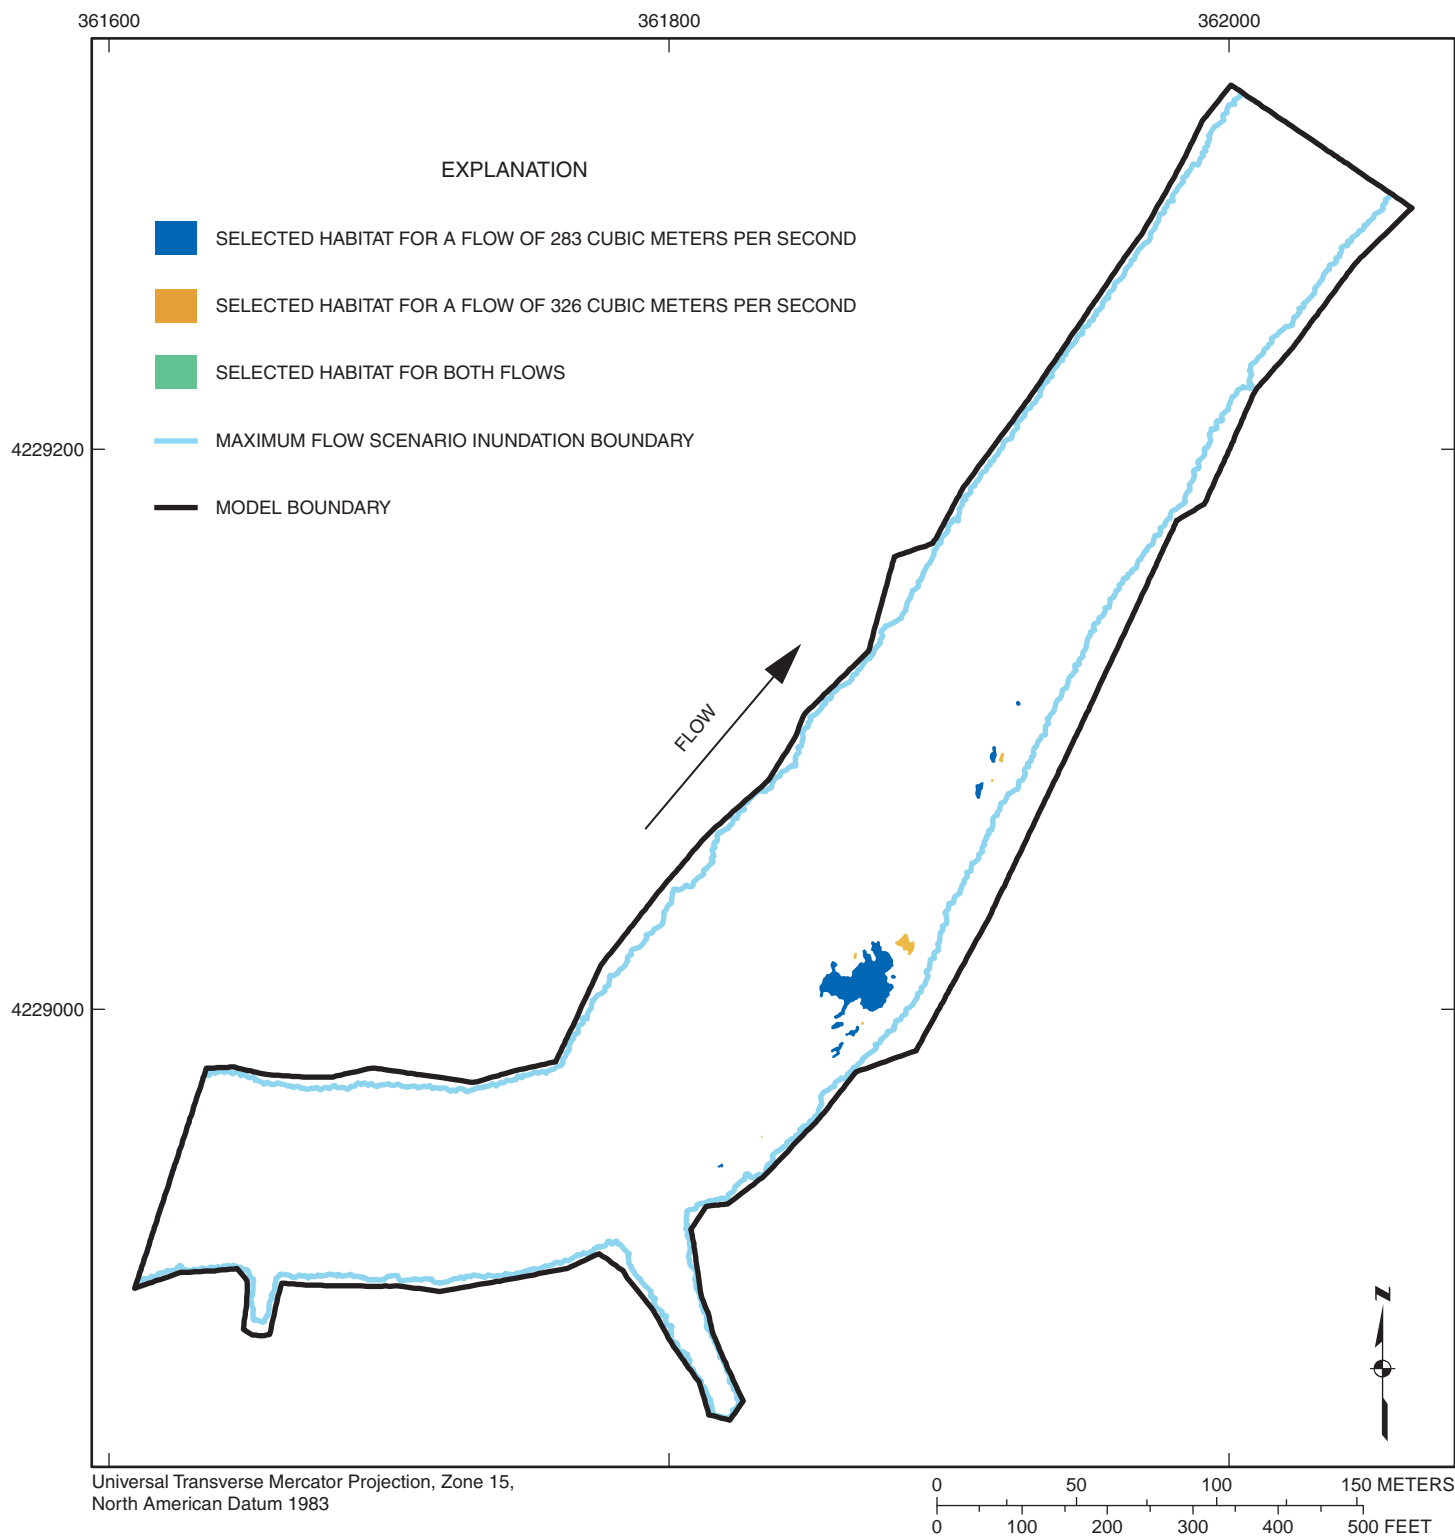 361600 361800 362000
EXPLANATION
SELECTED HABITAT FOR A FLOW OF 283 CUBIC METERS PER SECOND
SELECTED HABITAT FOR A FLOW OF 326 CUBIC METERS PER SECOND
SELECTED HABITAT FOR BOTH FLOWS
MAXIMUM FLOW SCENARIO INUNDATION BOUNDARY
4229200
MODEL BOUNDARY
FLOW
4229000
N
Universal Transverse Mercator Projection, Zone 15,
North American Datum 1983
0 50 100 150 METERS
0 100 200 300 400 500 FEET